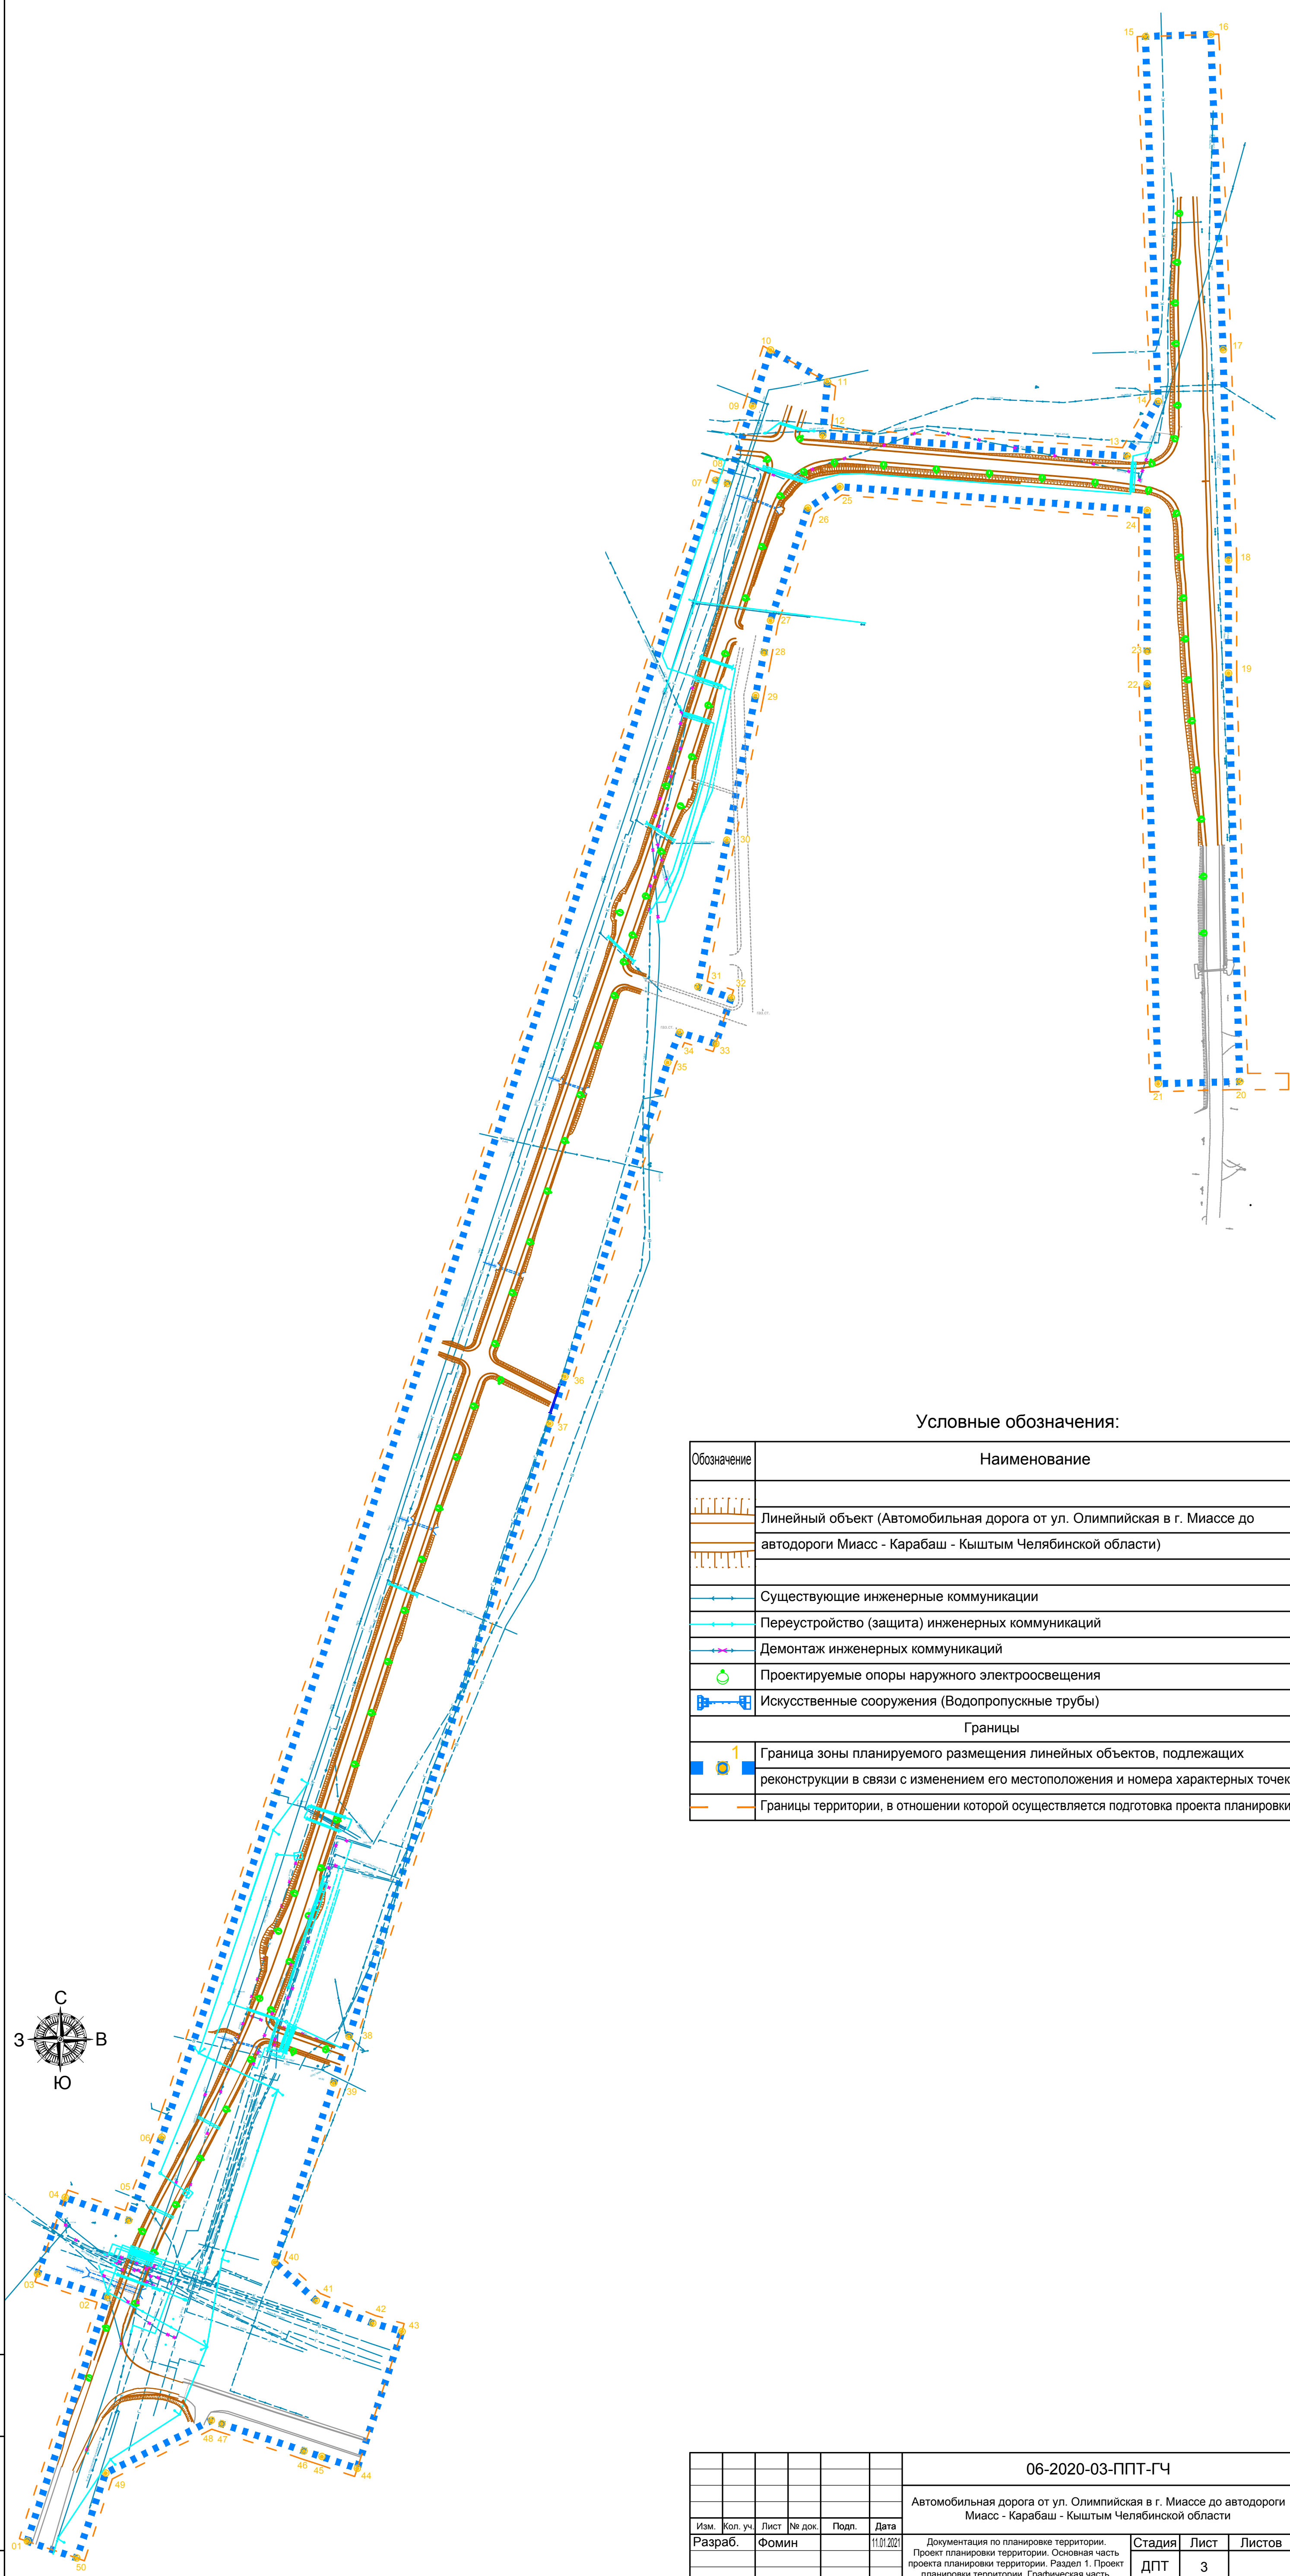 15
16
10
17
11
09
14
12
13
08
07
25
26
24
18
27
23
28
19
22
29
30
31
32
33
34
35
21
20
36
37
Условные обозначения:
Обозначение
Наименование
Линейный объект (Автомобильная дорога от ул. Олимпийская в г. Миассе до
автодороги Миасс - Карабаш - Кыштым Челябинской области)
Существующие инженерные коммуникации
Переустройство (защита) инженерных коммуникаций
Демонтаж инженерных коммуникаций
Проектируемые опоры наружного электроосвещения
Искусственные сооружения (Водопропускные трубы)
Границы
1
Граница зоны планируемого размещения линейных объектов, подлежащих
реконструкции в связи с изменением его местоположения и номера характерных точек
Границы территории, в отношении которой осуществляется подготовка проекта планировки
С
З
В
Ю
38
39
06
04
05
40
03
41
02
42
43
48
47
46
45
44
49
01
50
06-2020-03-ППТ-ГЧ
Автомобильная дорога от ул. Олимпийская в г. Миассе до автодороги
Миасс - Карабаш - Кыштым Челябинской области
Изм. Кол. уч. Лист № док. Подп. Дата
Разраб. Фомин 11.01.2021
Документация по планировке территории.
Проект планировки территории. Основная часть
проекта планировки территории. Раздел 1. Проект
планировки территории. Графическая часть
Стадия Лист Листов
ДПТ 3